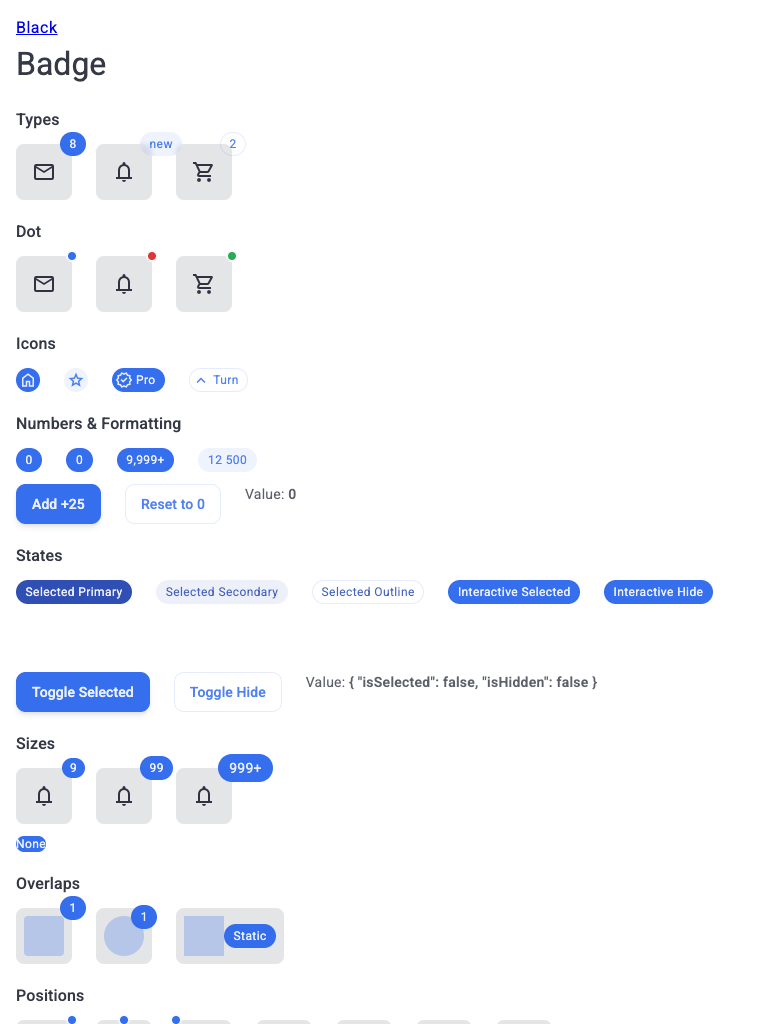 Black
Badge
Types
8
new
2
Dot
Icons
Pro
Turn
Numbers & Formatting
0
0
9,999+
12 500
Add +25
Reset to 0
Value: 0
States
Selected Primary
Selected Secondary
Selected Outline
Interactive Selected
Interactive Hide
Toggle Selected
Toggle Hide
Value: { "isSelected": false, "isHidden": false }
Sizes
9
99
999+
None
Overlaps
1
1
Static
Positions